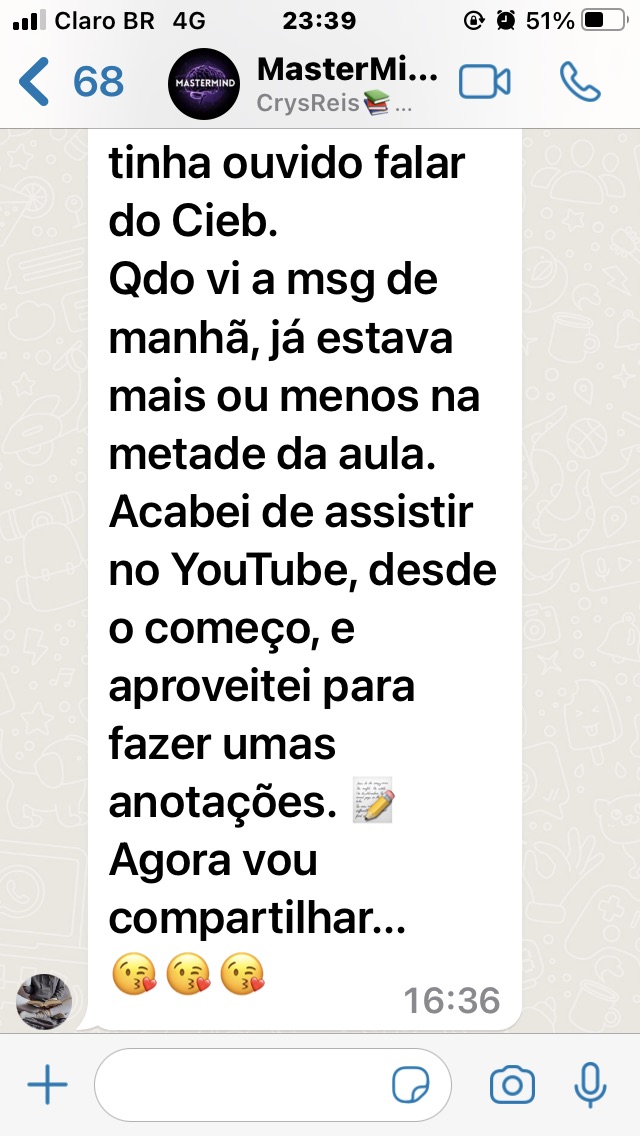 Claro BR 4G 23:39 51%
68 MASTERMIND MasterMi...
CrysReis📚...
tinha ouvido falar
do Cieb.
Qdo vi a msg de
manhã, já estava
mais ou menos na
metade da aula.
Acabei de assistir
no YouTube, desde
o começo, e
aproveitei para
fazer umas
anotações. 📝
Agora vou
compartilhar...
😘😘😘
16:36